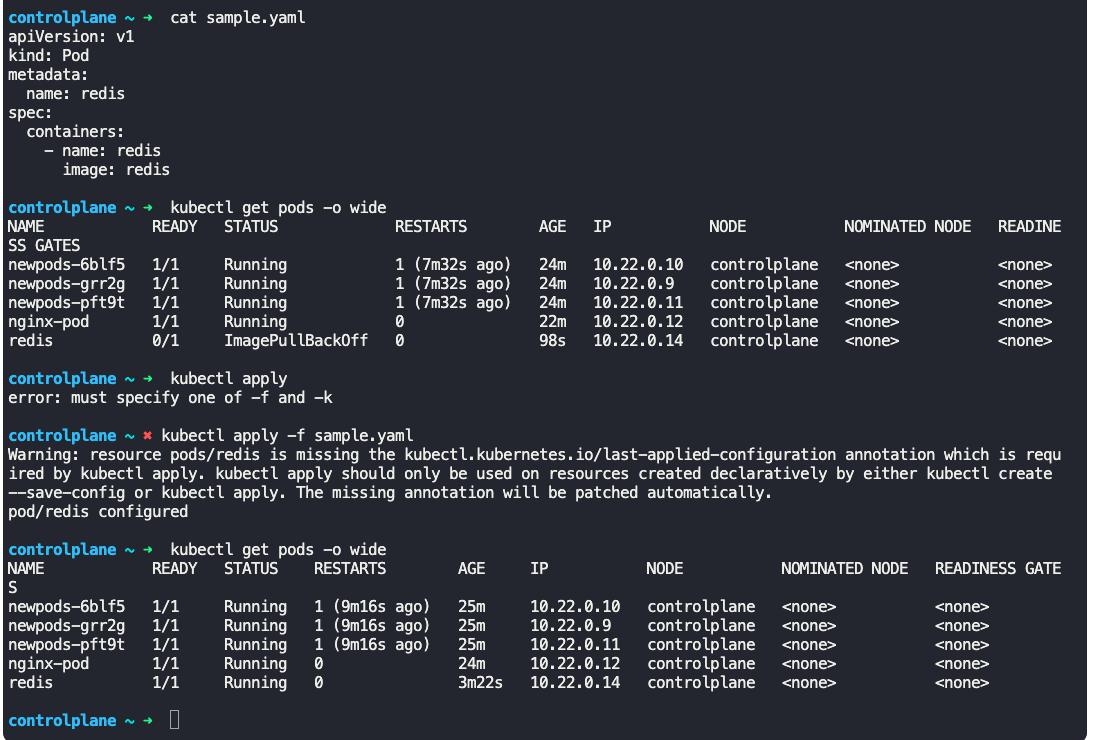 controlplane ~ ➜  cat sample.yaml
apiVersion: v1
kind: Pod
metadata:
  name: redis
spec:
  containers:
    - name: redis
      image: redis

controlplane ~ ➜  kubectl get pods -o wide
NAME            READY   STATUS             RESTARTS        AGE   IP           NODE           NOMINATED NODE   READINE
SS GATES
newpods-6blf5   1/1     Running            1 (7m32s ago)   24m   10.22.0.10   controlplane   <none>           <none>
newpods-grr2g   1/1     Running            1 (7m32s ago)   24m   10.22.0.9    controlplane   <none>           <none>
newpods-pft9t   1/1     Running            1 (7m32s ago)   24m   10.22.0.11   controlplane   <none>           <none>
nginx-pod       1/1     Running            0               22m   10.22.0.12   controlplane   <none>           <none>
redis           0/1     ImagePullBackOff   0               98s   10.22.0.14   controlplane   <none>           <none>

controlplane ~ ➜  kubectl apply
error: must specify one of -f and -k

controlplane ~ ✖ kubectl apply -f sample.yaml
Warning: resource pods/redis is missing the kubectl.kubernetes.io/last-applied-configuration annotation which is requ
ired by kubectl apply. kubectl apply should only be used on resources created declaratively by either kubectl create
--save-config or kubectl apply. The missing annotation will be patched automatically.
pod/redis configured

controlplane ~ ➜  kubectl get pods -o wide
NAME            READY   STATUS    RESTARTS        AGE     IP           NODE           NOMINATED NODE   READINESS GATE
S
newpods-6blf5   1/1     Running   1 (9m16s ago)   25m     10.22.0.10   controlplane   <none>           <none>
newpods-grr2g   1/1     Running   1 (9m16s ago)   25m     10.22.0.9    controlplane   <none>           <none>
newpods-pft9t   1/1     Running   1 (9m16s ago)   25m     10.22.0.11   controlplane   <none>           <none>
nginx-pod       1/1     Running   0               24m     10.22.0.12   controlplane   <none>           <none>
redis           1/1     Running   0               3m22s   10.22.0.14   controlplane   <none>           <none>

controlplane ~ ➜